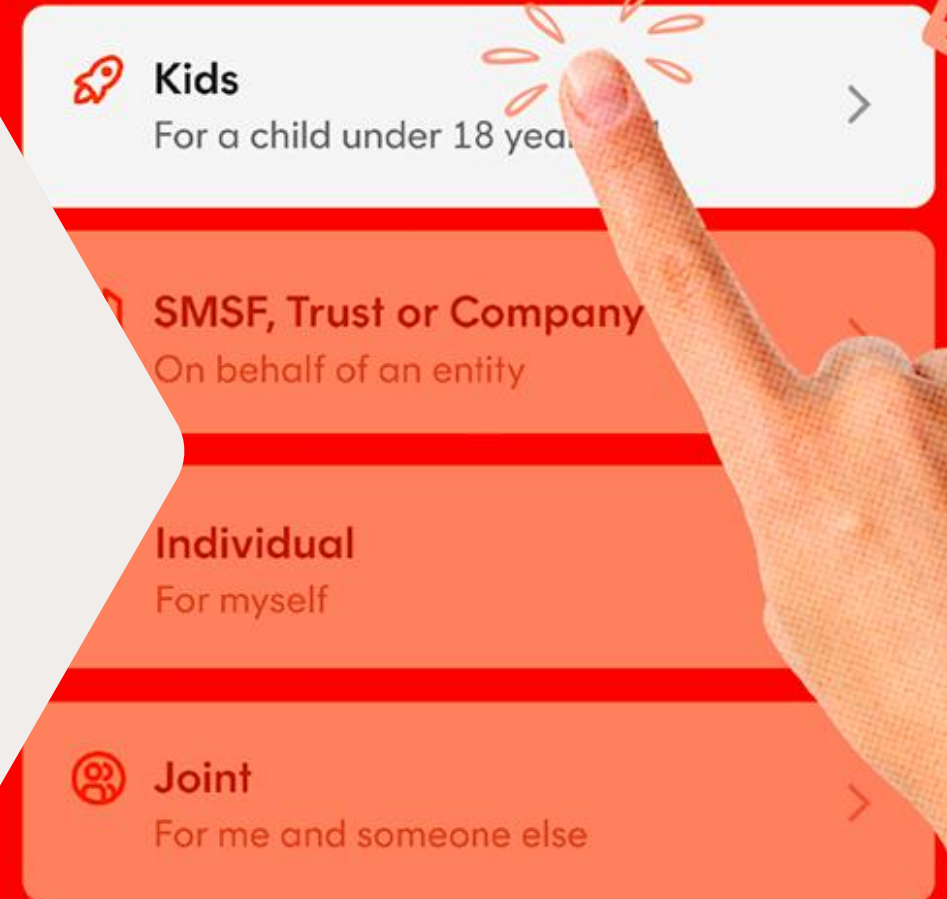 Kids
For a child under 18
SMSF, Trust or Company
On behalf of an entity
Individual
For myself
Joint
For me and someone else